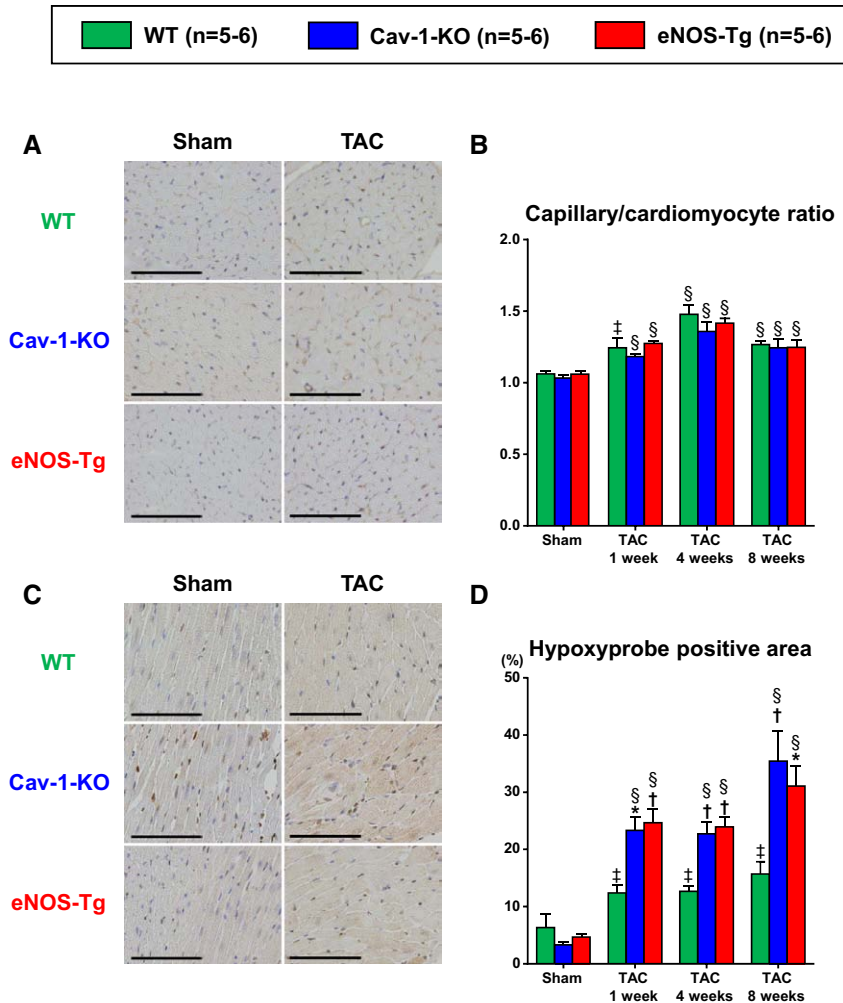 WT (n=5-6) Cav-1-KO (n=5-6) eNOS-Tg (n=5-6)
A
Sham TAC
WT
Cav-1-KO
eNOS-Tg
B
Capillary/cardiomyocyte ratio
2.0
1.5
1.0
0.5
0.0
‡ § §
§ § §
§ § §
Sham TAC TAC TAC
1 week 4 weeks 8 weeks
C
Sham TAC
WT
Cav-1-KO
eNOS-Tg
D
(%) Hypoxyprobe positive area
50
40
30
20
10
0
‡ § * § †
‡ § † § †
‡ § † § *
Sham TAC TAC TAC
1 week 4 weeks 8 weeks